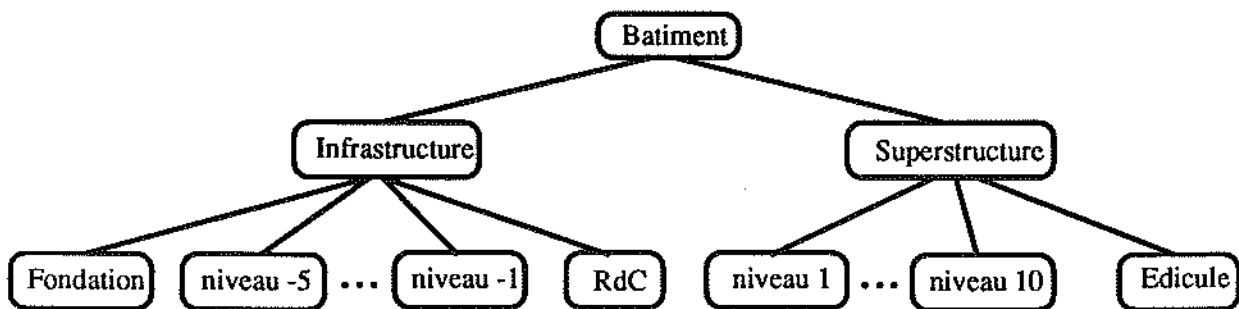 Batiment
Infrastructure
Superstructure
Fondation niveau -5 ... niveau -1 RdC niveau 1 ... niveau 10 Edicule